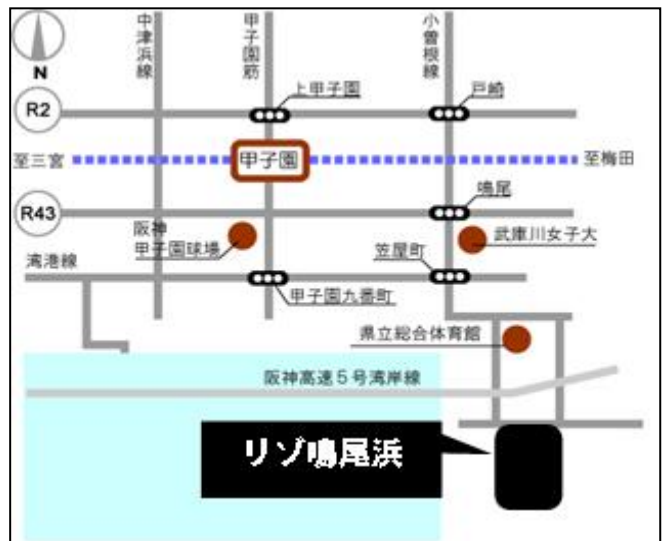 中津浜線
甲子園筋
小曽根線
N
上甲子園
戸崎
R2
至三宮
甲子園
至梅田
鳴尾
R43
阪神
甲子園球場
武庫川女子大
笠屋町
湾港線
甲子園九番町
県立総合体育館
阪神高速5号湾岸線
リゾ鳴尾浜